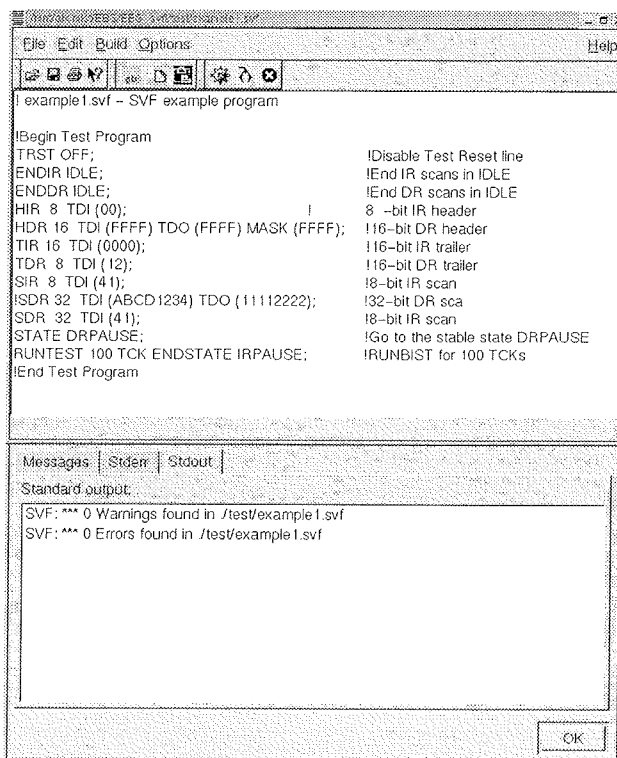 File Edit Build Options Help
! example1.svf – SVF example program
!Begin Test Program
TRST OFF; !Disable Test Reset line
ENDIR IDLE; !End IR scans in IDLE
ENDDR IDLE; !End DR scans in IDLE
HIR 8 TDI (00); ! 8 –bit IR header
HDR 16 TDI (FFFF) TDO (FFFF) MASK (FFFF); !16–bit DR header
TIR 16 TDI (0000); !16–bit IR trailer
TDR 8 TDI (12); !16–bit DR trailer
SIR 8 TDI (41); !8–bit IR scan
!SDR 32 TDI (ABCD1234) TDO (11112222); !32–bit DR sca
SDR 32 TDI (41); !8–bit IR scan
STATE DRPAUSE; !Go to the stable state DRPAUSE
RUNTEST 100 TCK ENDSTATE IRPAUSE; !RUNBIST for 100 TCKs
!End Test Program
Messages Stderr Stdout
Standard output:
SVF: *** 0 Warnings found in ./test/example1.svf
SVF: *** 0 Errors found in ./test/example1.svf
OK